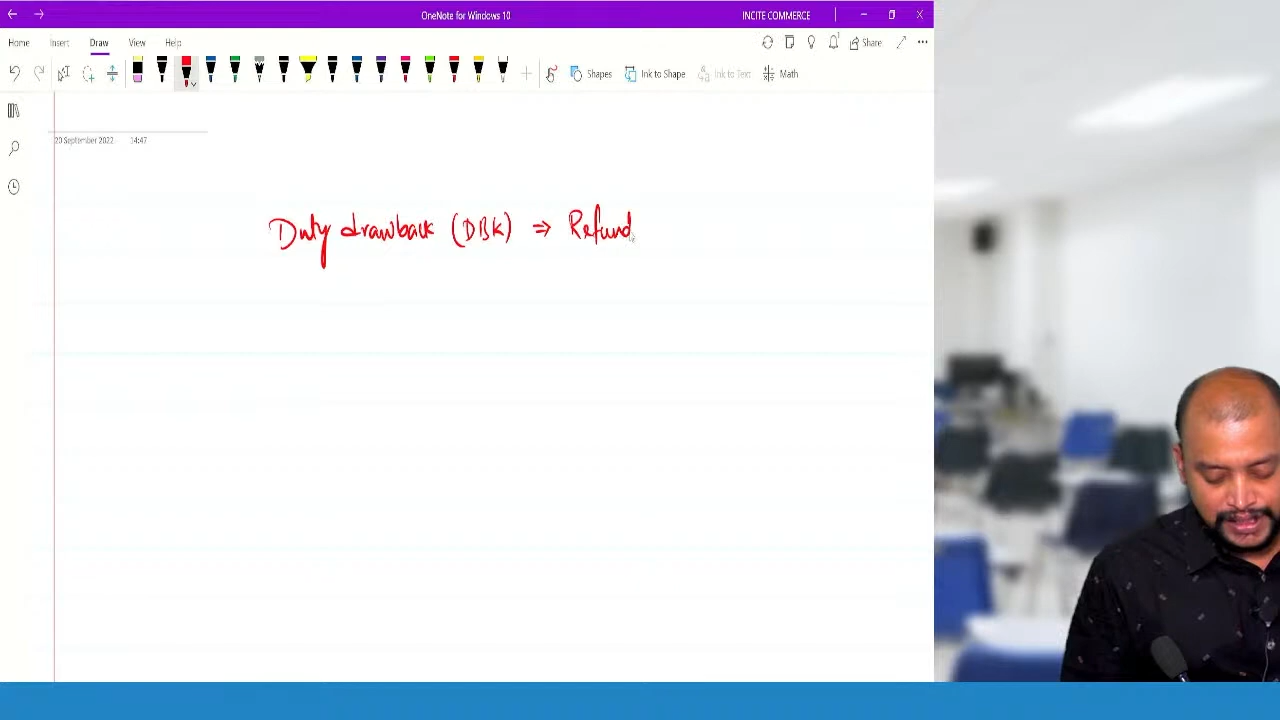 OneNote for Windows 10
INCITE COMMERCE
Home Insert Draw View Help
Share
Shapes Ink to Shape Ink to Text Math
20 September 2022 14:47
Duty drawback (DBK) ⇒ Refund